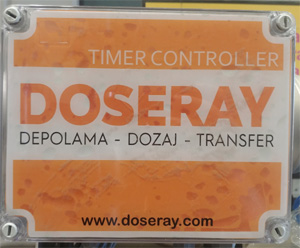 TIMER CONTROLLER
DOSERAY
DEPOLAMA - DOZAJ - TRANSFER
www.doseray.com